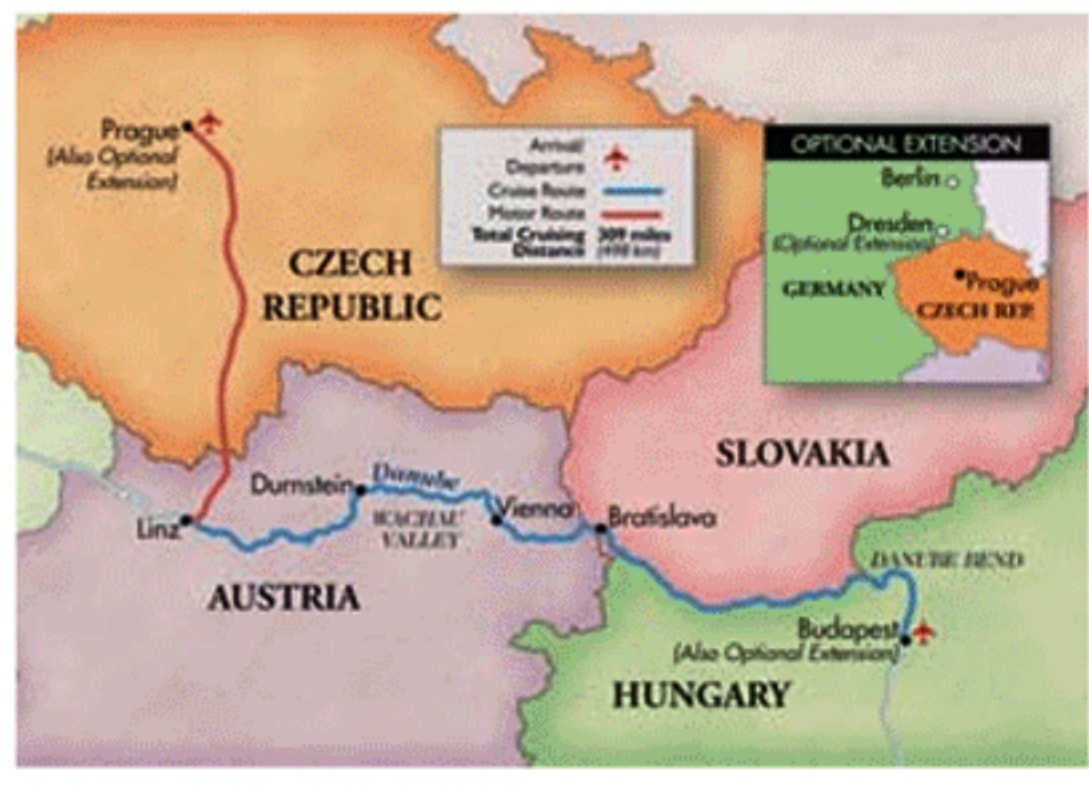 Prague
(Also Optional
Extension)
CZECH
REPUBLIC
Arrival/
Departure
Cruise Route
Motor Route
Total Cruising 309 miles
Distance (498 km)
OPTIONAL EXTENSION
Berlin
Dresden
(Optional Extension)
GERMANY
Prague
CZECH REP.
SLOVAKIA
Durnstein
Danube
WACHAU
VALLEY
Vienna
Bratislava
Linz
AUSTRIA
DANUBE BEND
Budapest
(Also Optional Extension)
HUNGARY